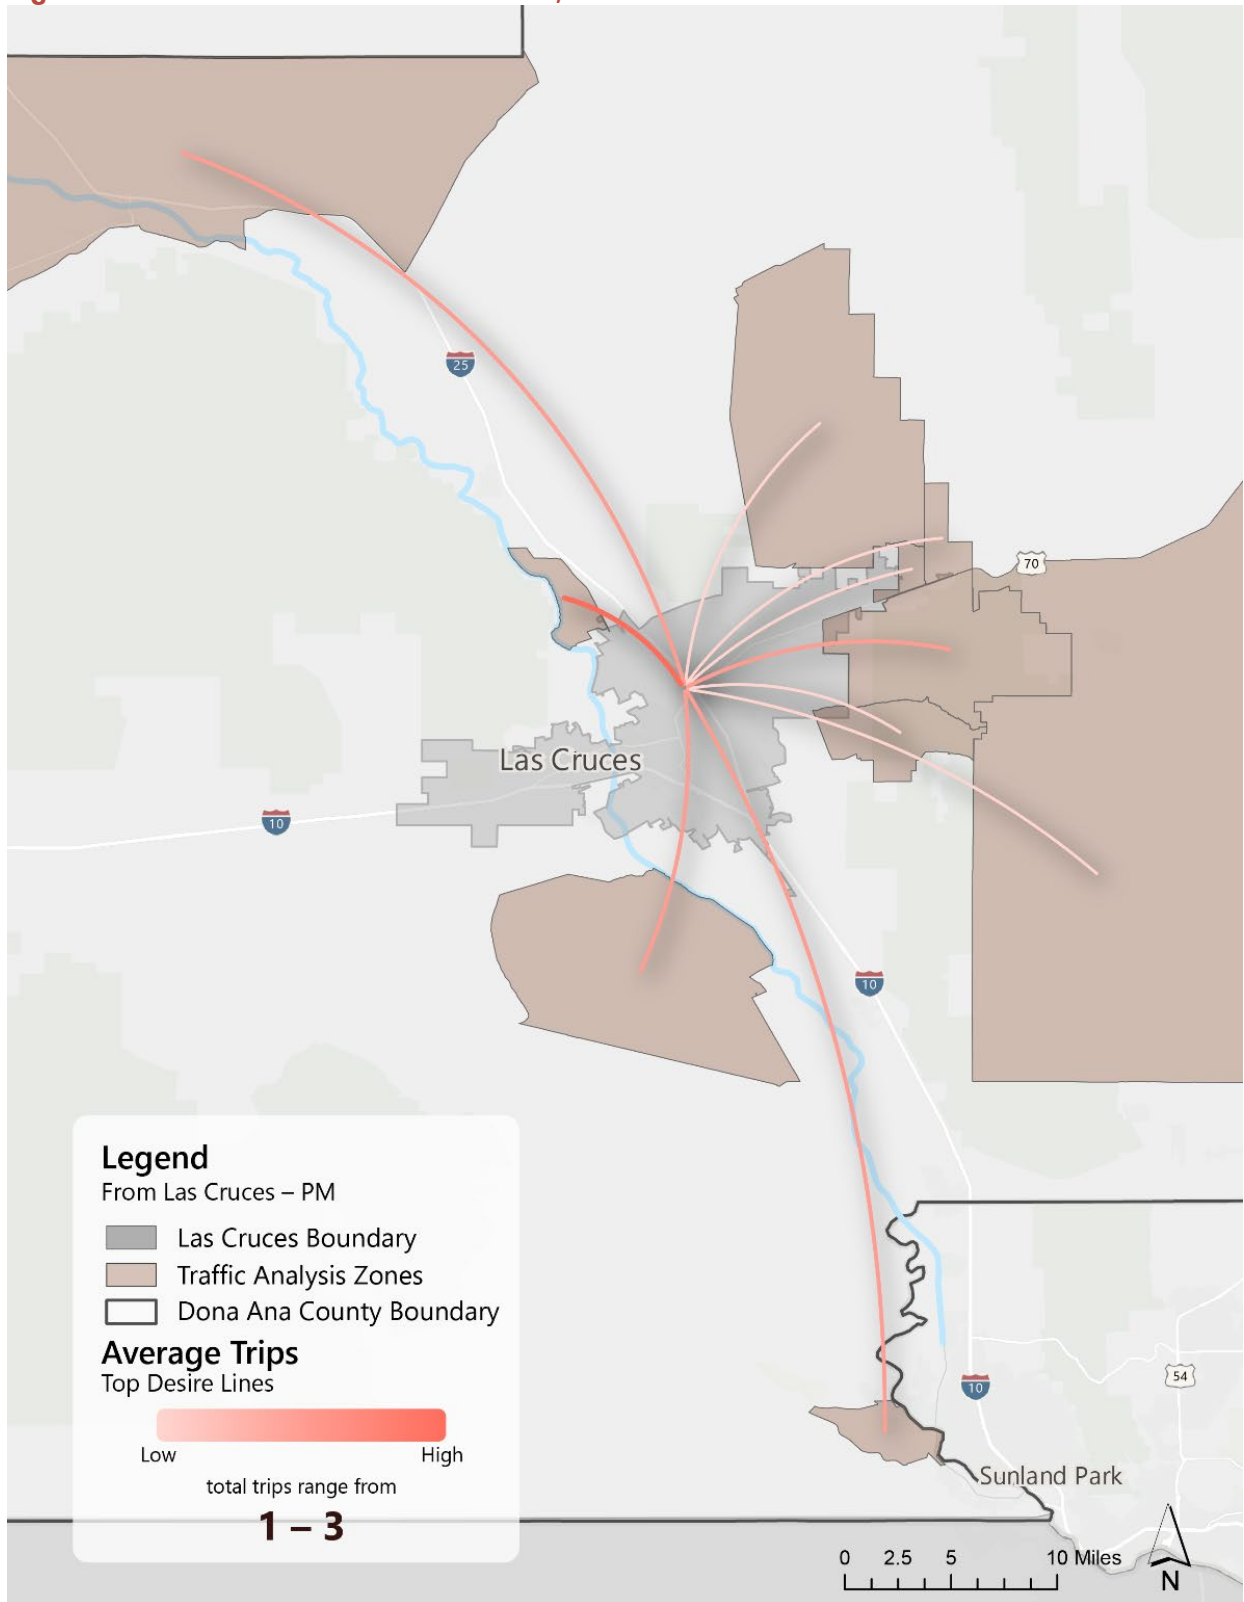 25
70
Las Cruces
10
10
Legend
From Las Cruces – PM
Las Cruces Boundary
Traffic Analysis Zones
Dona Ana County Boundary
Average Trips
Top Desire Lines
Low High
total trips range from
1 – 3
54
10
Sunland Park
0 2.5 5 10 Miles
N